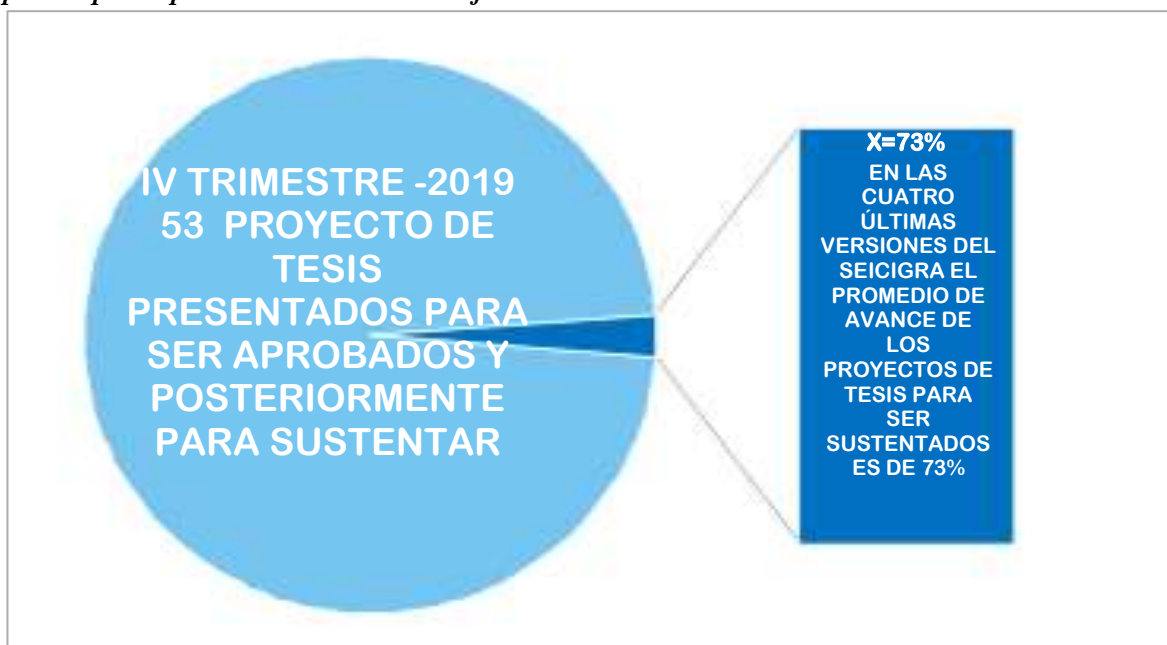 IV TRIMESTRE -2019
53 PROYECTO DE
TESIS
PRESENTADOS PARA
SER APROBADOS Y
POSTERIORMENTE
PARA SUSTENTAR
X=73%
EN LAS
CUATRO
ÚLTIMAS
VERSIONES DEL
SEICIGRA EL
PROMEDIO DE
AVANCE DE
LOS
PROYECTOS DE
TESIS PARA
SER
SUSTENTADOS
ES DE 73%